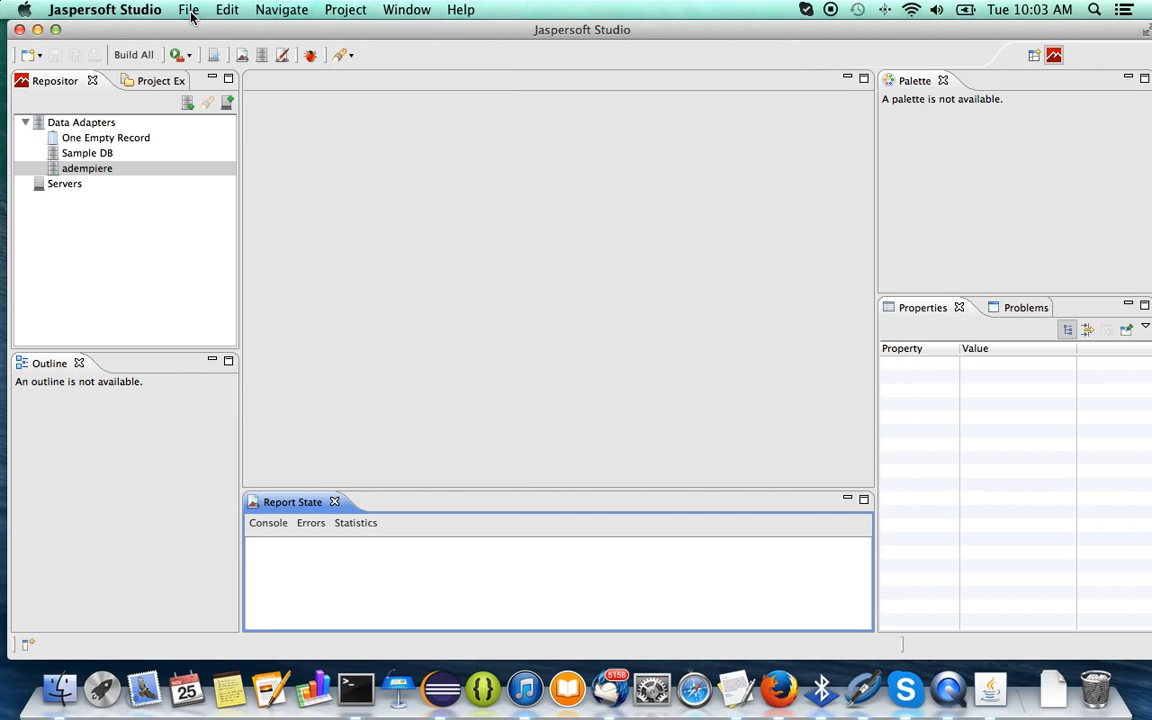 Jaspersoft Studio File Edit Navigate Project Window Help Tue 10:03 AM
Jaspersoft Studio
Build All
Repositor Project Ex
Palette
A palette is not available.
Data Adapters
One Empty Record
Sample DB
adempiere
Servers
Properties Problems
Property Value
Outline
An outline is not available.
Report State
Console Errors Statistics
25
5158